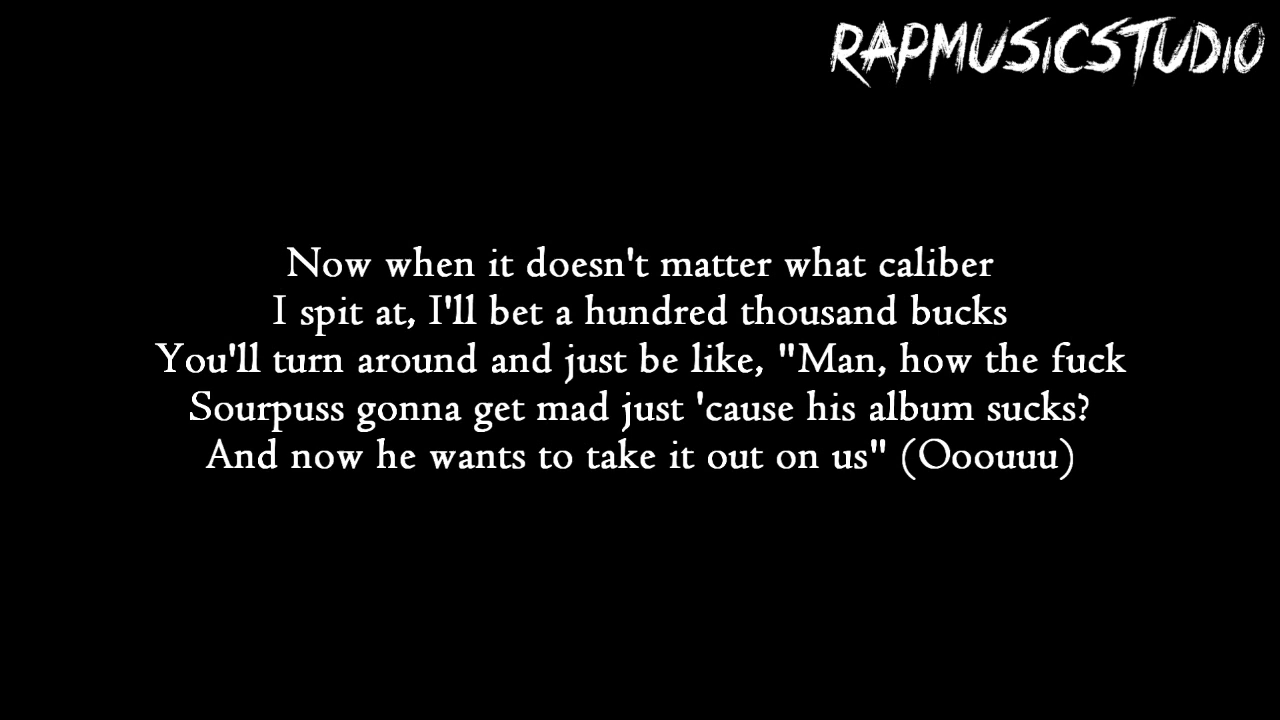 RAPMUSICSTUDIO
Now when it doesn't matter what caliber
I spit at, I'll bet a hundred thousand bucks
You'll turn around and just be like, "Man, how the fuck
Sourpuss gonna get mad just 'cause his album sucks?
And now he wants to take it out on us" (Ooouuu)